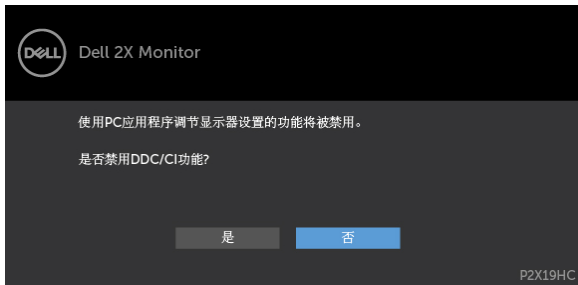 DELL
Dell 2X Monitor
使用PC应用程序调节显示器设置的功能将被禁用。
是否禁用DDC/CI功能?
是
否
P2X19HC